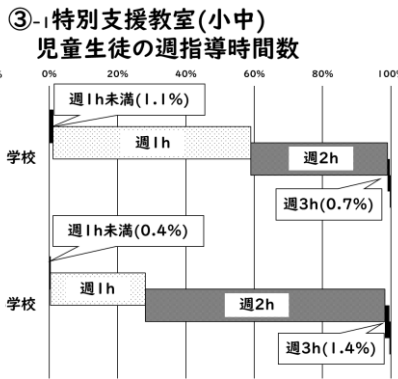 ③-1特別支援教室(小中)
児童生徒の週指導時間数
%
0%
20%
40%
60%
80%
100
週1h未満(1.1%)
学校
週1h
週2h
週3h(0.7%)
週1h未満(0.4%)
学校
週1h
週2h
週3h(1.4%)